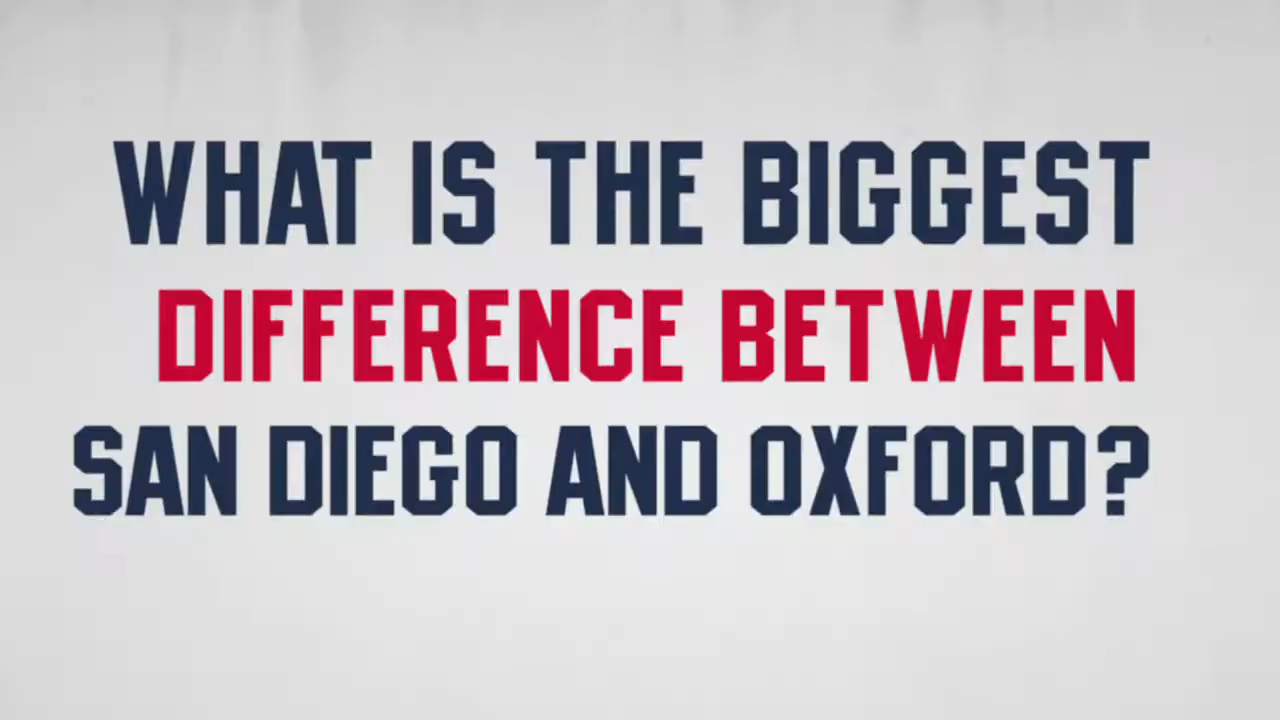 WHAT IS THE BIGGEST
DIFFERENCE BETWEEN
SAN DIEGO AND OXFORD?